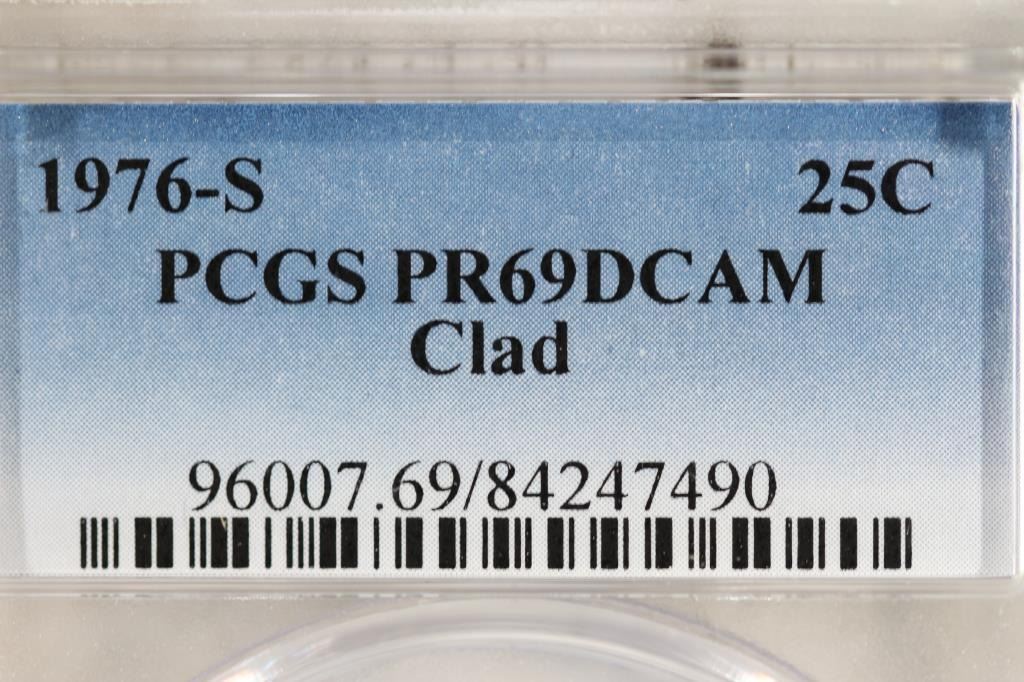 1976-S 25C
PCGS PR69DCAM
Clad
96007.69/84247490